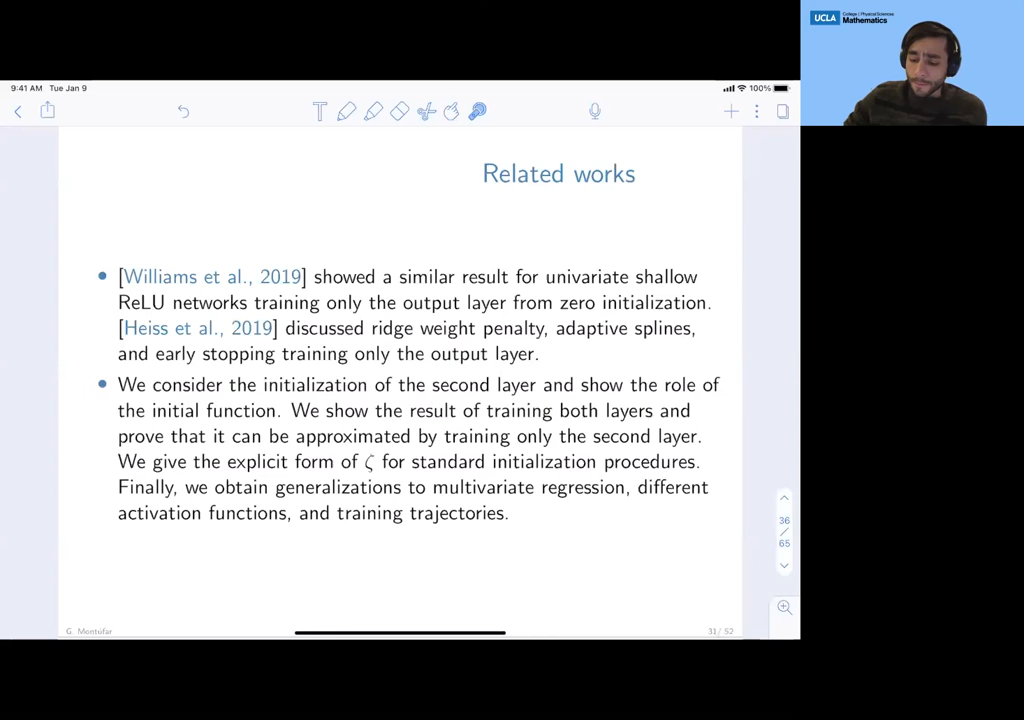 9:41 AM Tue Jan 9
100%
UCLA
College | Physical Sciences
Mathematics
Related works
• [Williams et al., 2019] showed a similar result for univariate shallow
ReLU networks training only the output layer from zero initialization.
[Heiss et al., 2019] discussed ridge weight penalty, adaptive splines,
and early stopping training only the output layer.
• We consider the initialization of the second layer and show the role of
the initial function. We show the result of training both layers and
prove that it can be approximated by training only the second layer.
We give the explicit form of ζ for standard initialization procedures.
Finally, we obtain generalizations to multivariate regression, different
activation functions, and training trajectories.
36
/
65
G. Montúfar
31/ 52